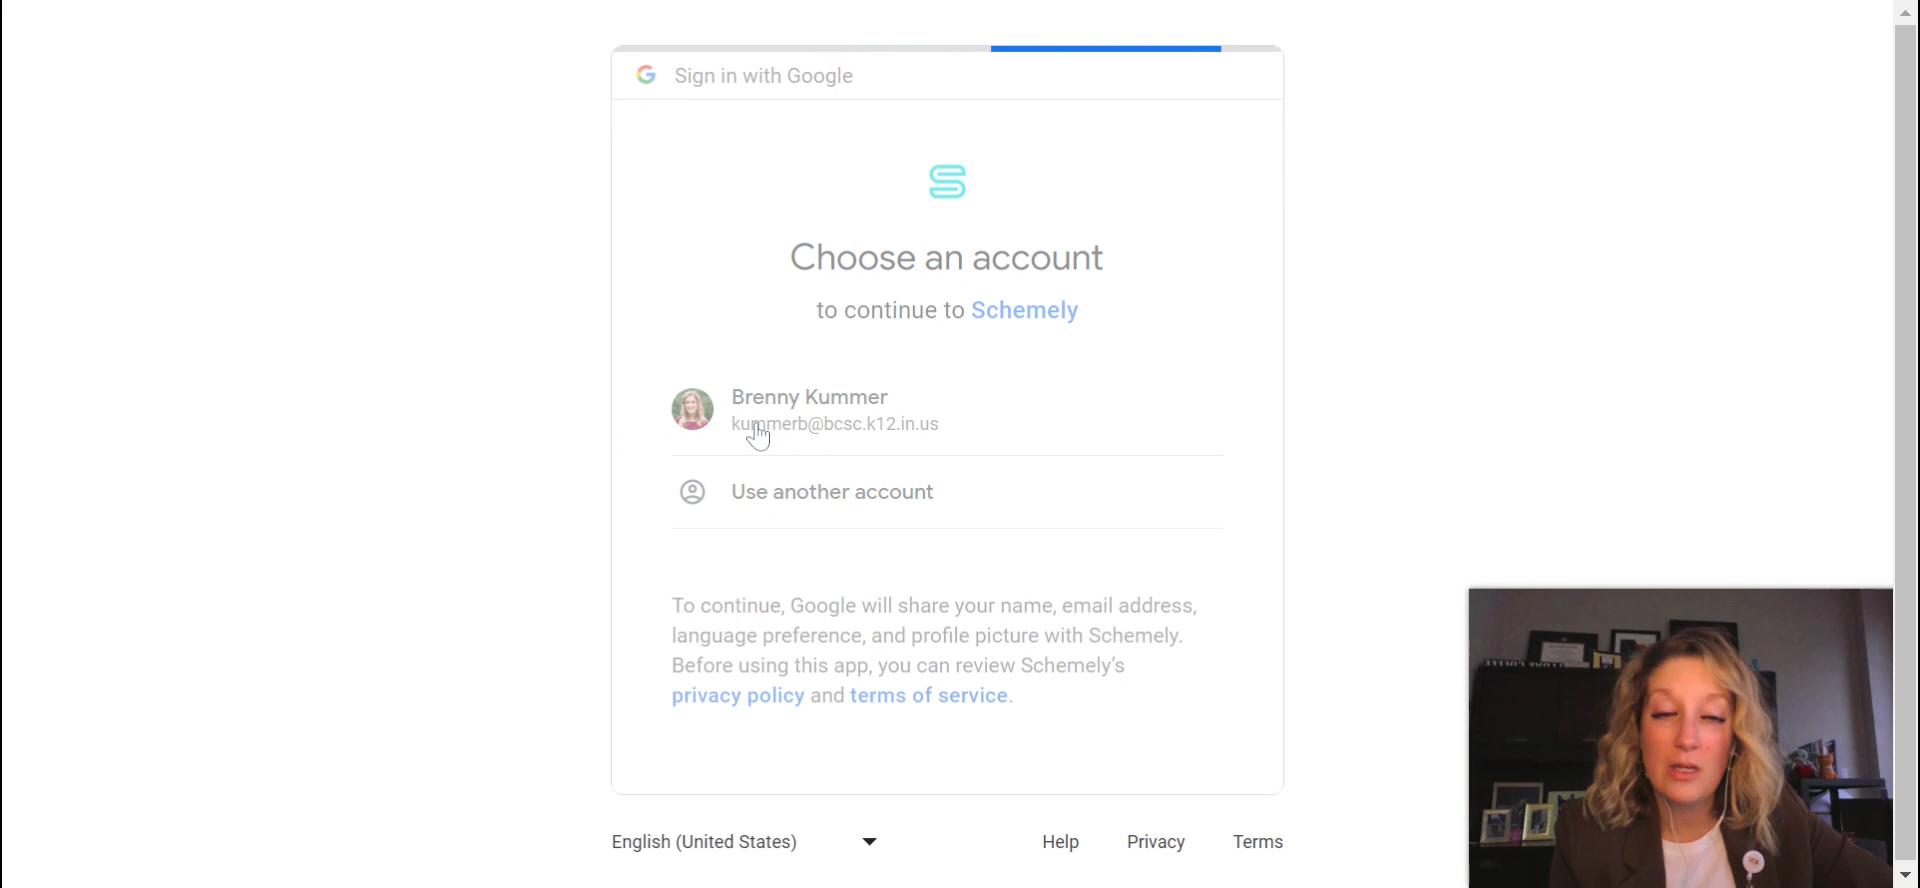 Sign in with Google
Choose an account
to continue to Schemely
Brenny Kummer
kummerb@bcsc.k12.in.us
Use another account
To continue, Google will share your name, email address,
language preference, and profile picture with Schemely.
Before using this app, you can review Schemely's
privacy policy and terms of service.
English (United States)
Help
Privacy
Terms